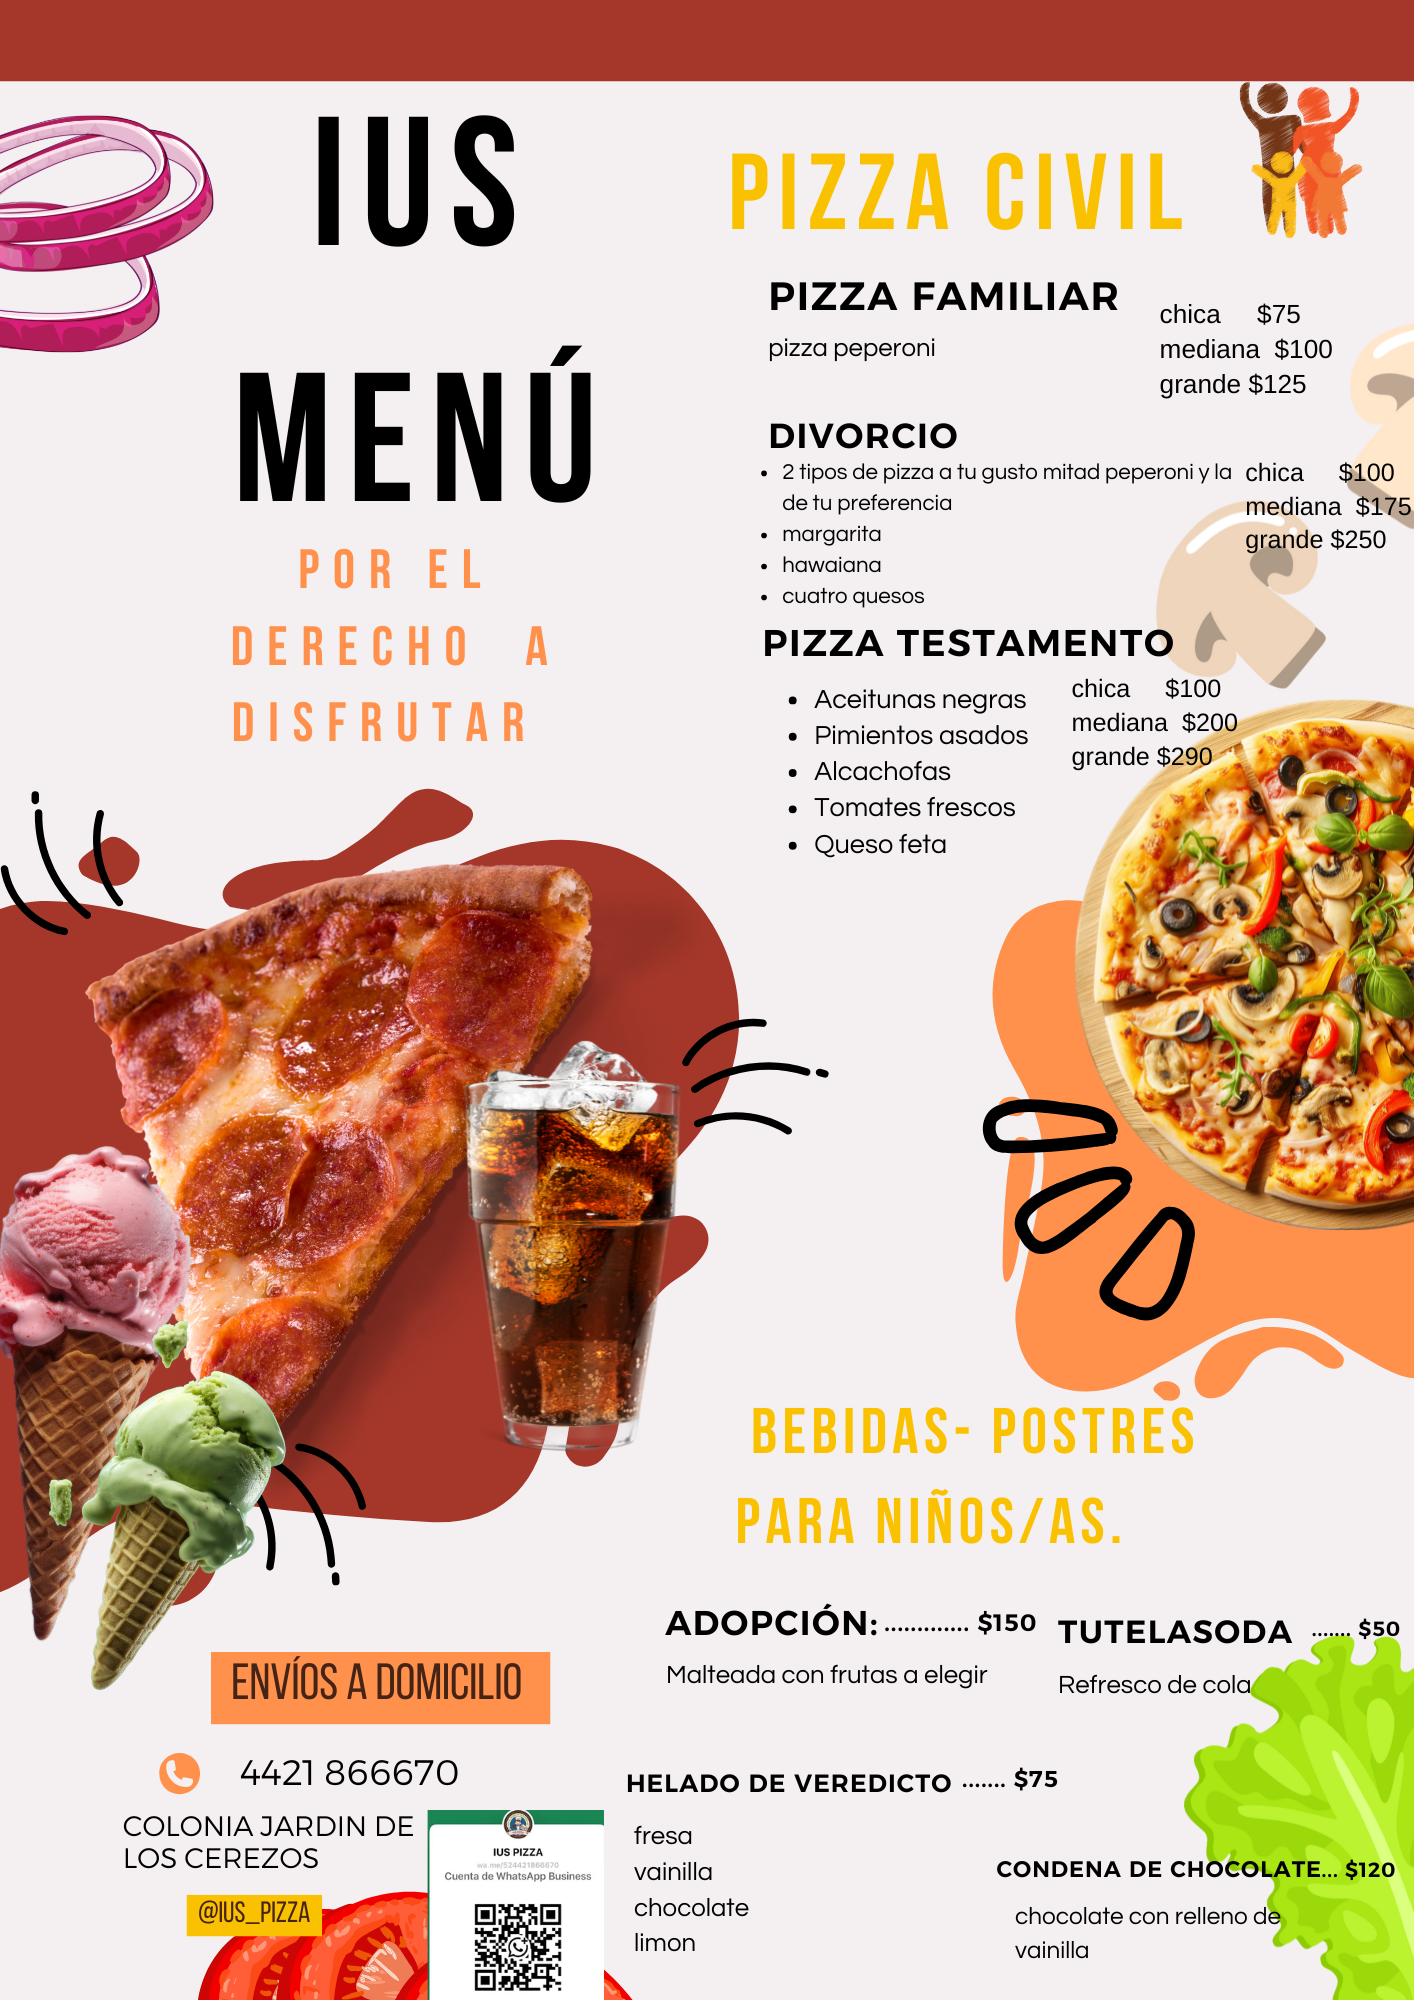 IUS
MENÚ
POR EL
DERECHO A
DISFRUTAR
PIZZA CIVIL
PIZZA FAMILIAR
pizza peperoni
chica $75
mediana $100
grande $125
DIVORCIO
• 2 tipos de pizza a tu gusto mitad peperoni y la
de tu preferencia
• margarita
• hawaiana
• cuatro quesos
chica $100
mediana $175
grande $250
PIZZA TESTAMENTO
• Aceitunas negras
• Pimientos asados
• Alcachofas
• Tomates frescos
• Queso feta
chica $100
mediana $200
grande $290
BEBIDAS- POSTRES
PARA NIÑOS/AS.
ADOPCIÓN: ............. $150
Malteada con frutas a elegir
TUTELASODA ....... $50
Refresco de cola
HELADO DE VEREDICTO ....... $75
fresa
vainilla
chocolate
limon
CONDENA DE CHOCOLATE... $120
chocolate con relleno de
vainilla
ENVÍOS A DOMICILIO
4421 866670
COLONIA JARDIN DE
LOS CEREZOS
@IUS_PIZZA
IUS PIZZA
wa.me/524421866670
Cuenta de WhatsApp Business